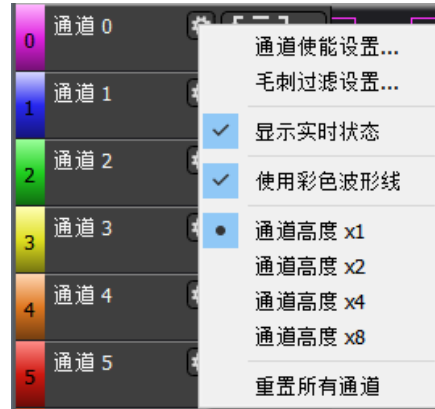 0 通道 0
1 通道 1
2 通道 2
3 通道 3
4 通道 4
5 通道 5
通道使能设置...
毛刺过滤设置...
显示实时状态
使用彩色波形线
通道高度 x1
通道高度 x2
通道高度 x4
通道高度 x8
重置所有通道